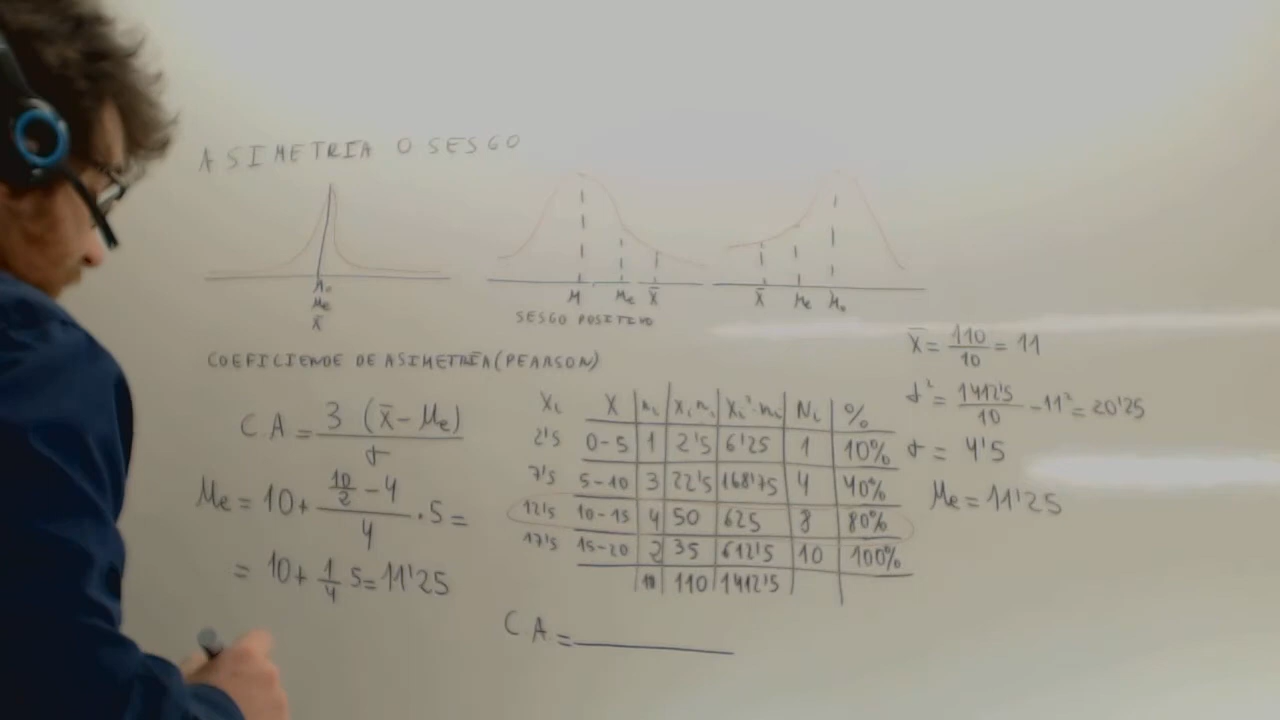 ASIMETRIA O SESGO
Mo
Me
x̄
M Me x̄
SESGO POSITIVO
x̄ Me Mo
COEFICIENDE DE ASIMETRÍA (PEARSON)
CA = 3 (x̄ - Me) / σ
Me = 10 + (10/2 - 4) / 4 · 5 =
= 10 + 1/4 5 = 11'25
Xi X ni Xi ni Xi²·ni Ni %
2'5 0-5 1 2'5 6'25 1 10%
7'5 5-10 3 22'5 168'75 4 40%
12'5 10-15 4 50 625 8 80%
17'5 15-20 2 35 612'5 10 100%
10 110 1412'5
CA =
x̄ = 110/10 = 11
σ² = 1412'5/10 - 11² = 20'25
σ = 4'5
Me = 11'25